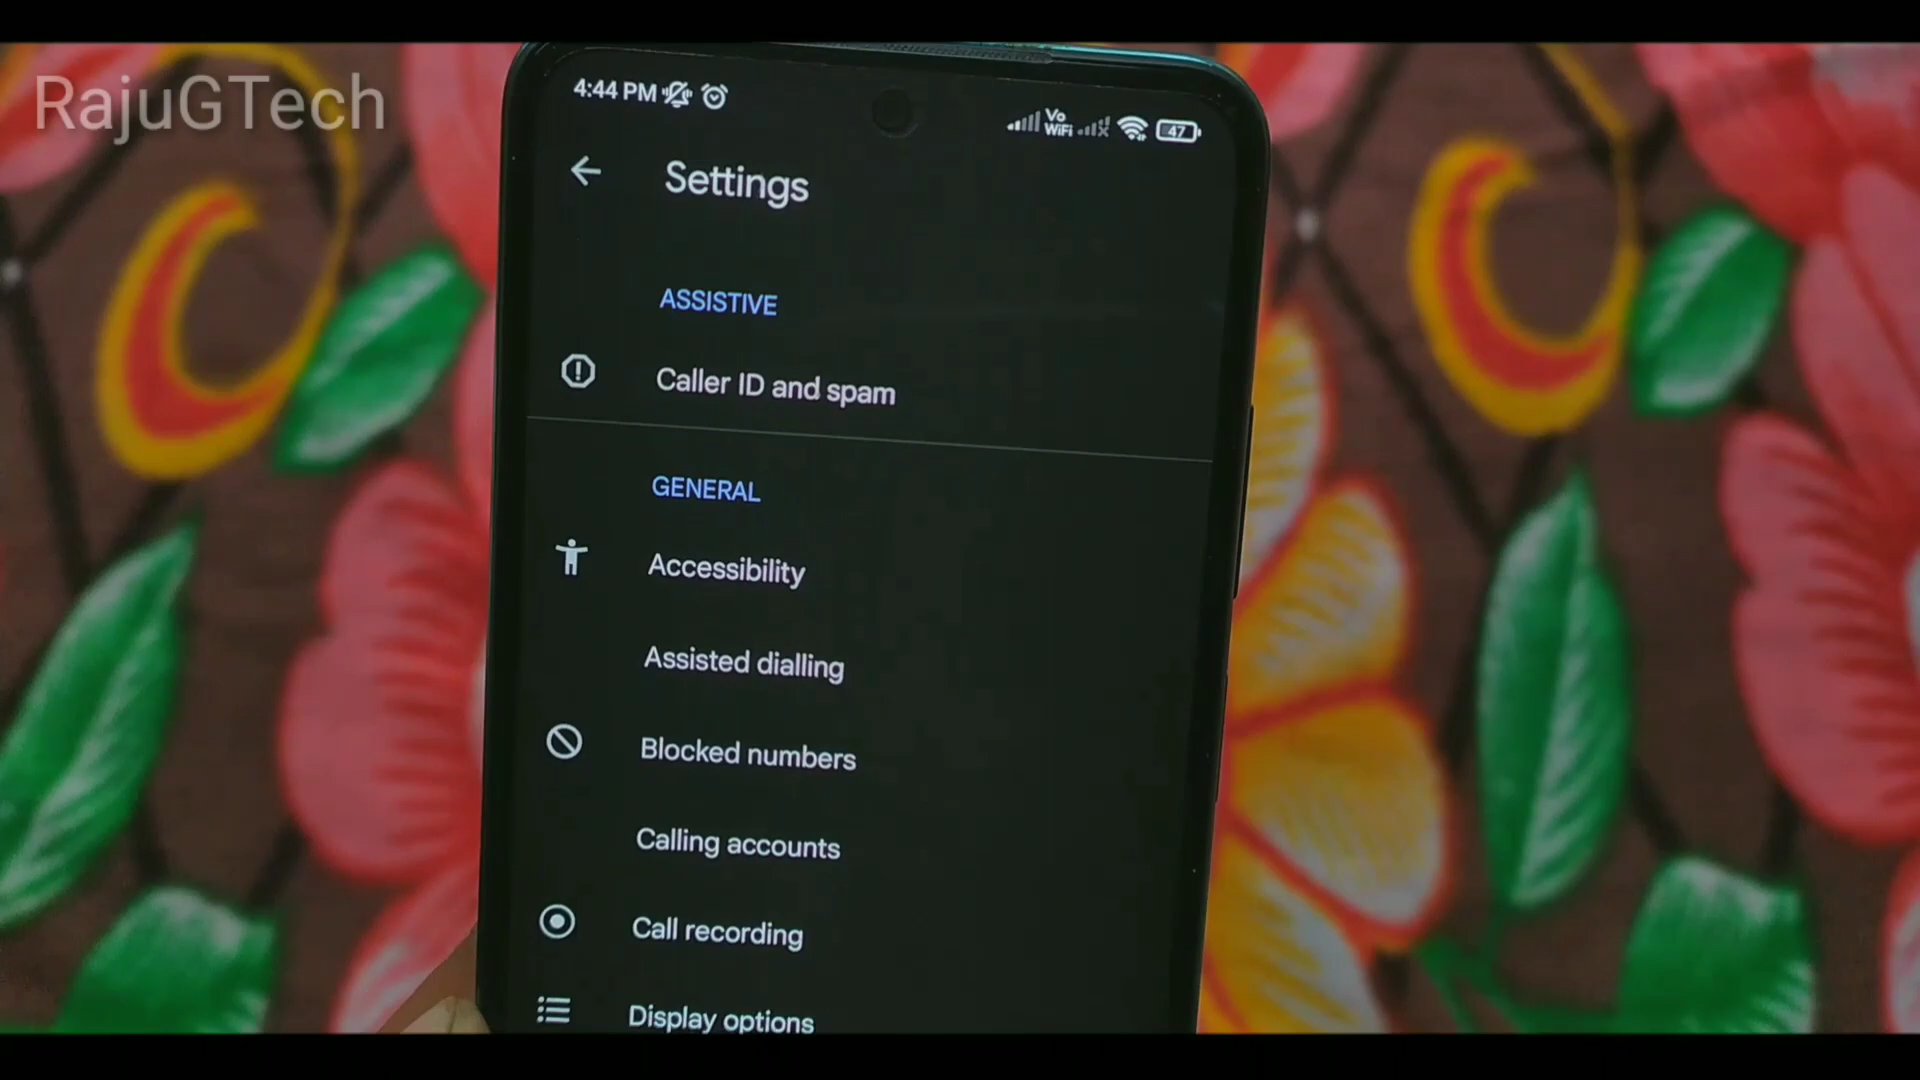 RajuGTech
4:44 PM
Vo
WiFi
47
Settings
ASSISTIVE
Caller ID and spam
GENERAL
Accessibility
Assisted dialling
Blocked numbers
Calling accounts
Call recording
Display options